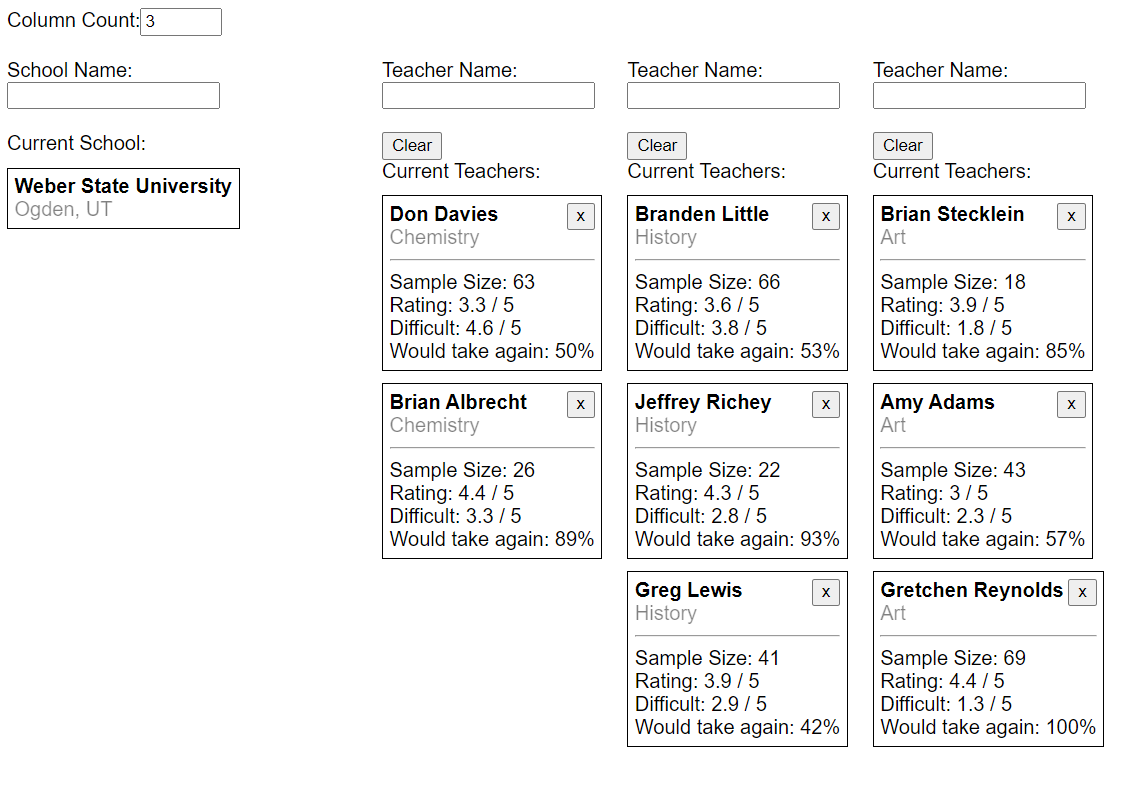 Column Count: 3
School Name:
Current School:
Weber State University
Ogden, UT
Teacher Name:
Clear
Current Teachers:
Don Davies x
Chemistry
Sample Size: 63
Rating: 3.3 / 5
Difficult: 4.6 / 5
Would take again: 50%
Brian Albrecht x
Chemistry
Sample Size: 26
Rating: 4.4 / 5
Difficult: 3.3 / 5
Would take again: 89%
Teacher Name:
Clear
Current Teachers:
Branden Little x
History
Sample Size: 66
Rating: 3.6 / 5
Difficult: 3.8 / 5
Would take again: 53%
Jeffrey Richey x
History
Sample Size: 22
Rating: 4.3 / 5
Difficult: 2.8 / 5
Would take again: 93%
Greg Lewis x
History
Sample Size: 41
Rating: 3.9 / 5
Difficult: 2.9 / 5
Would take again: 42%
Teacher Name:
Clear
Current Teachers:
Brian Stecklein x
Art
Sample Size: 18
Rating: 3.9 / 5
Difficult: 1.8 / 5
Would take again: 85%
Amy Adams x
Art
Sample Size: 43
Rating: 3 / 5
Difficult: 2.3 / 5
Would take again: 57%
Gretchen Reynolds x
Art
Sample Size: 69
Rating: 4.4 / 5
Difficult: 1.3 / 5
Would take again: 100%